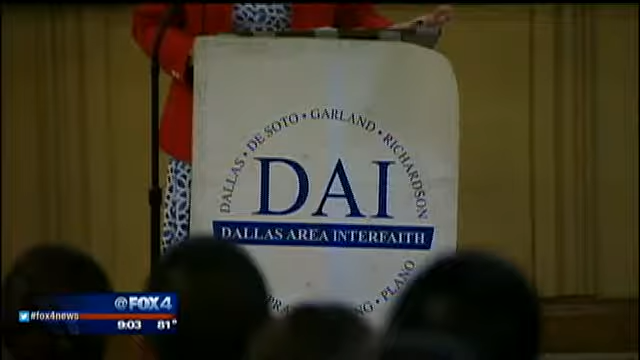 DALLAS • DE SOTO • GARLAND • RICHARDSON
DAI
DALLAS AREA INTERFAITH
PLANO
@FOX4
#fox4news
9:03 81°